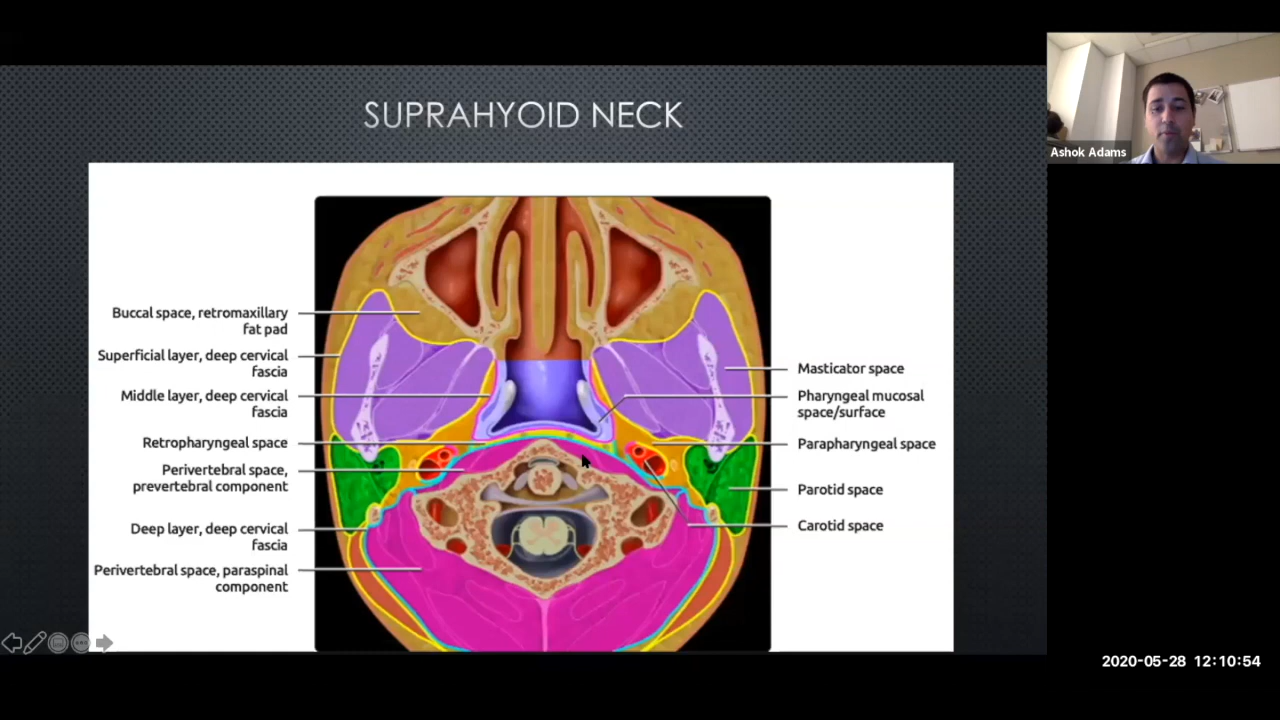 SUPRAHYOID NECK
Ashok Adams
Buccal space, retromaxillary
fat pad
Superficial layer, deep cervical
fascia
Middle layer, deep cervical
fascia
Retropharyngeal space
Perivertebral space,
prevertebral component
Deep layer, deep cervical
fascia
Perivertebral space, paraspinal
component
Masticator space
Pharyngeal mucosal
space/surface
Parapharyngeal space
Parotid space
Carotid space
2020-05-28 12:10:54